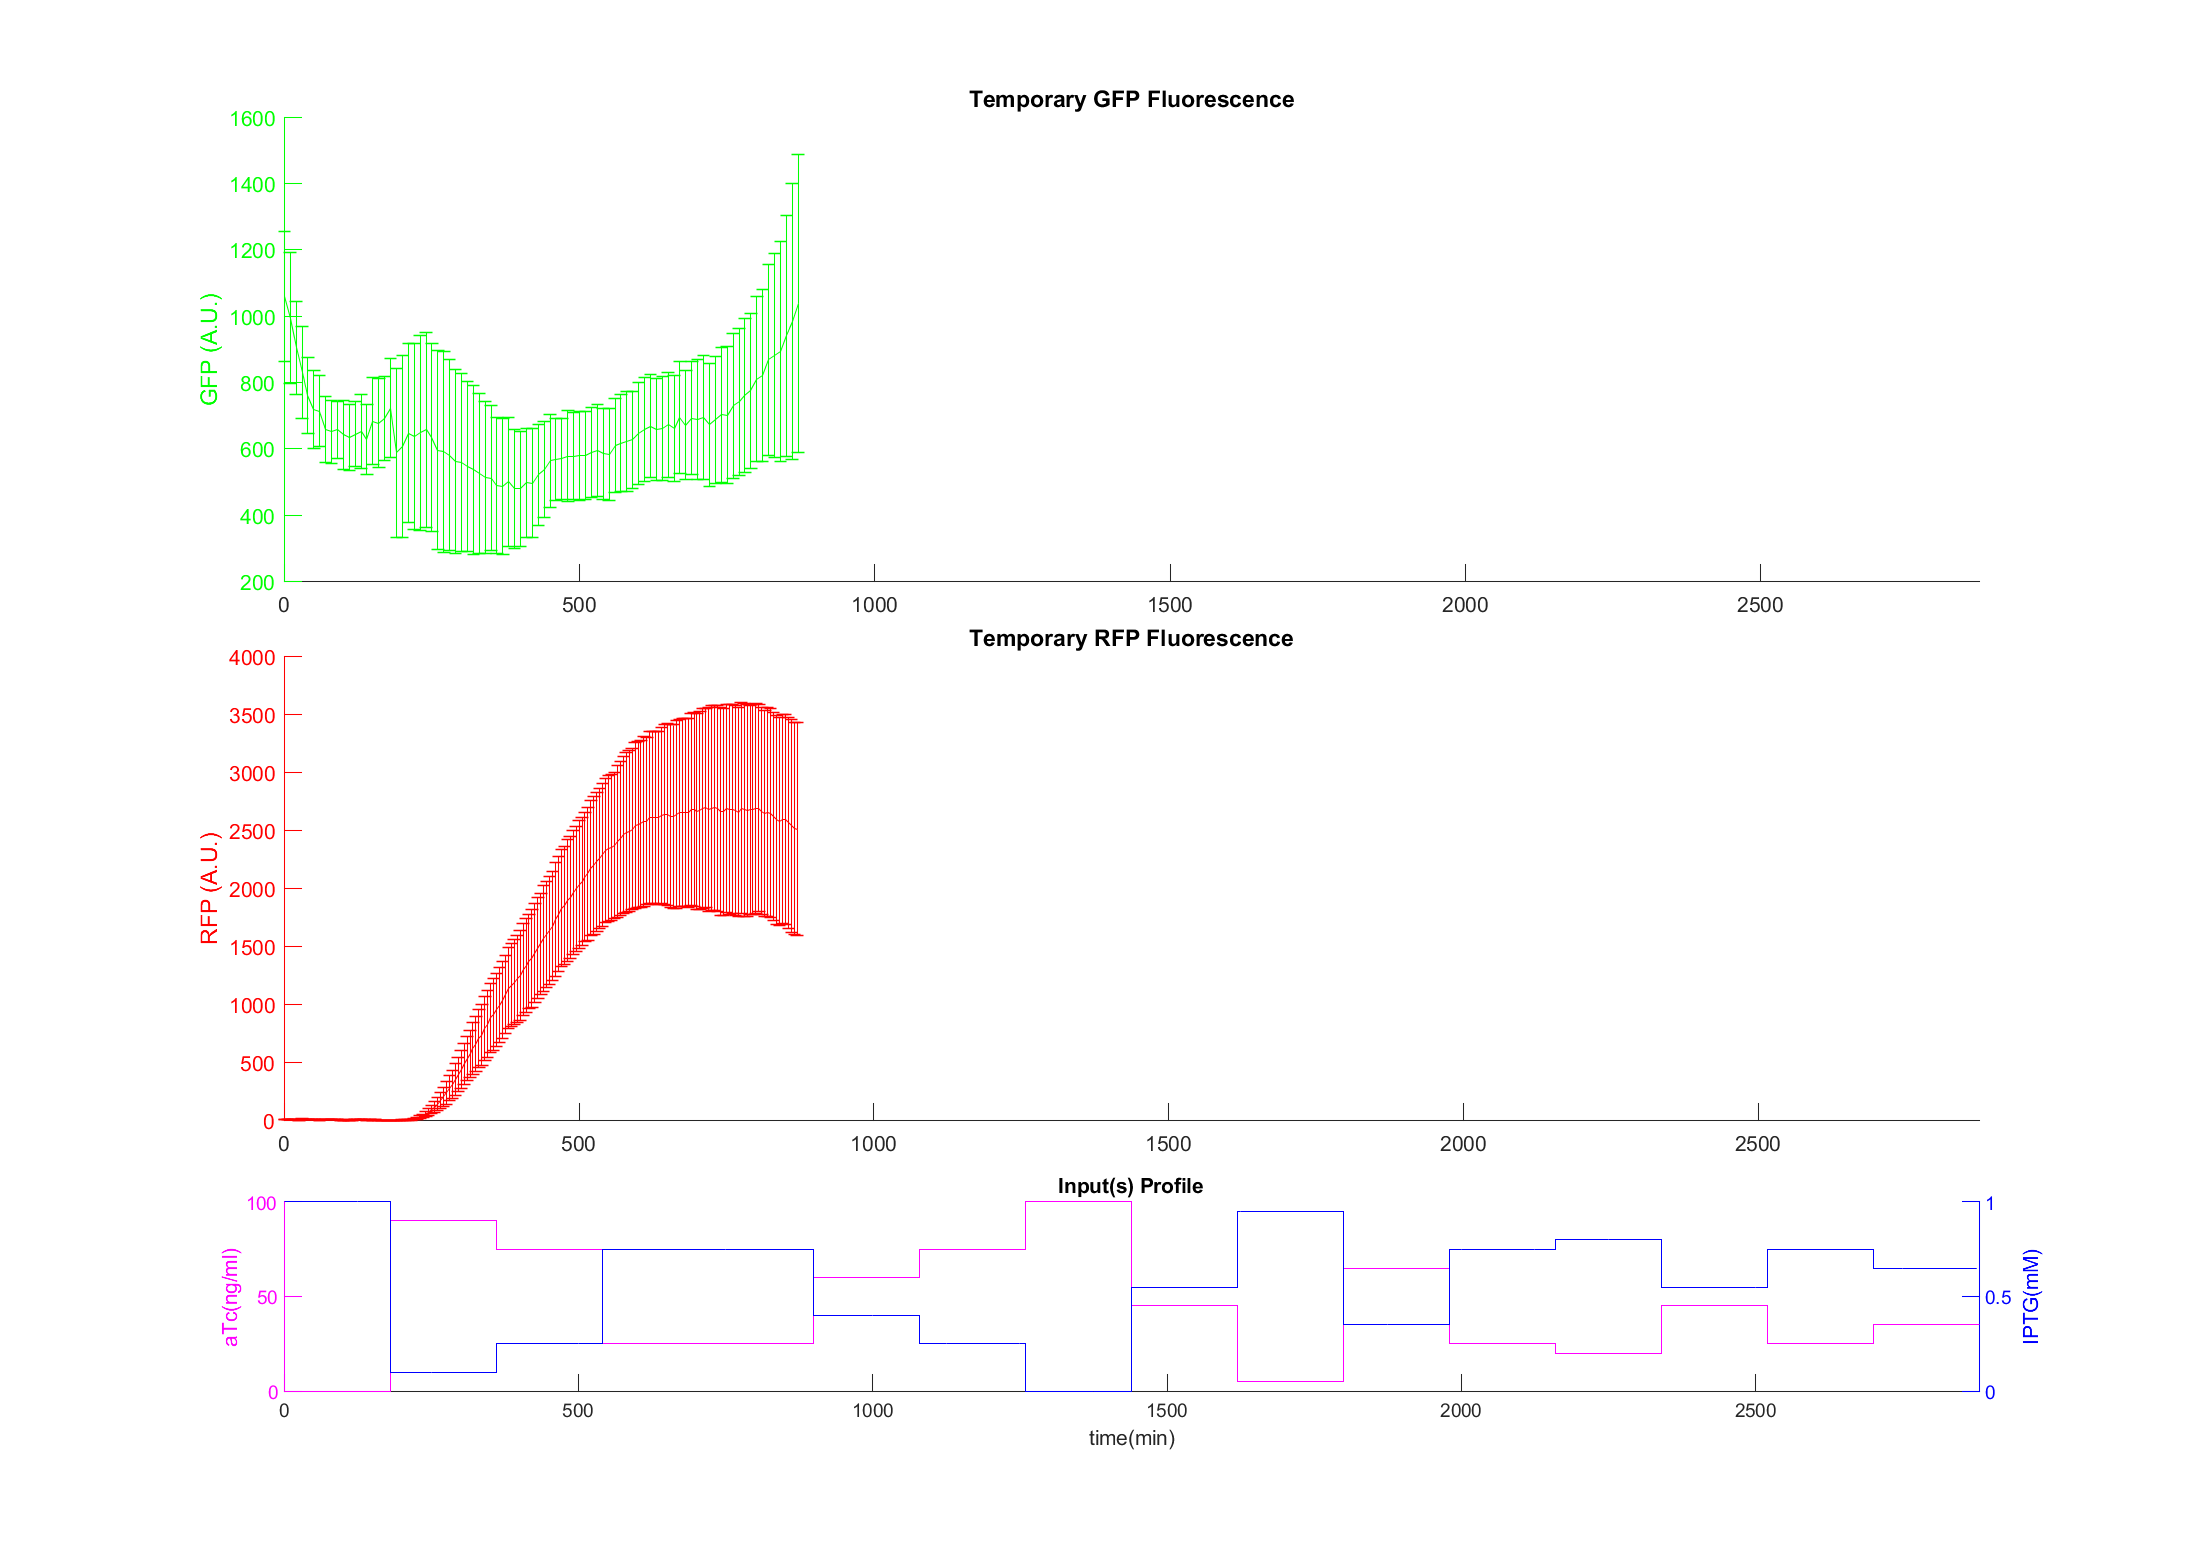 Temporary GFP Fluorescence
1600
1400
1200
1000
800
600
400
200
GFP (A.U.)
0 500 1000 1500 2000 2500
Temporary RFP Fluorescence
4000
3500
3000
2500
2000
1500
1000
500
0
RFP (A.U.)
0 500 1000 1500 2000 2500
Input(s) Profile
100
50
0
aTc(ng/ml)
1
0.5
0
IPTG(mM)
0 500 1000 1500 2000 2500
time(min)